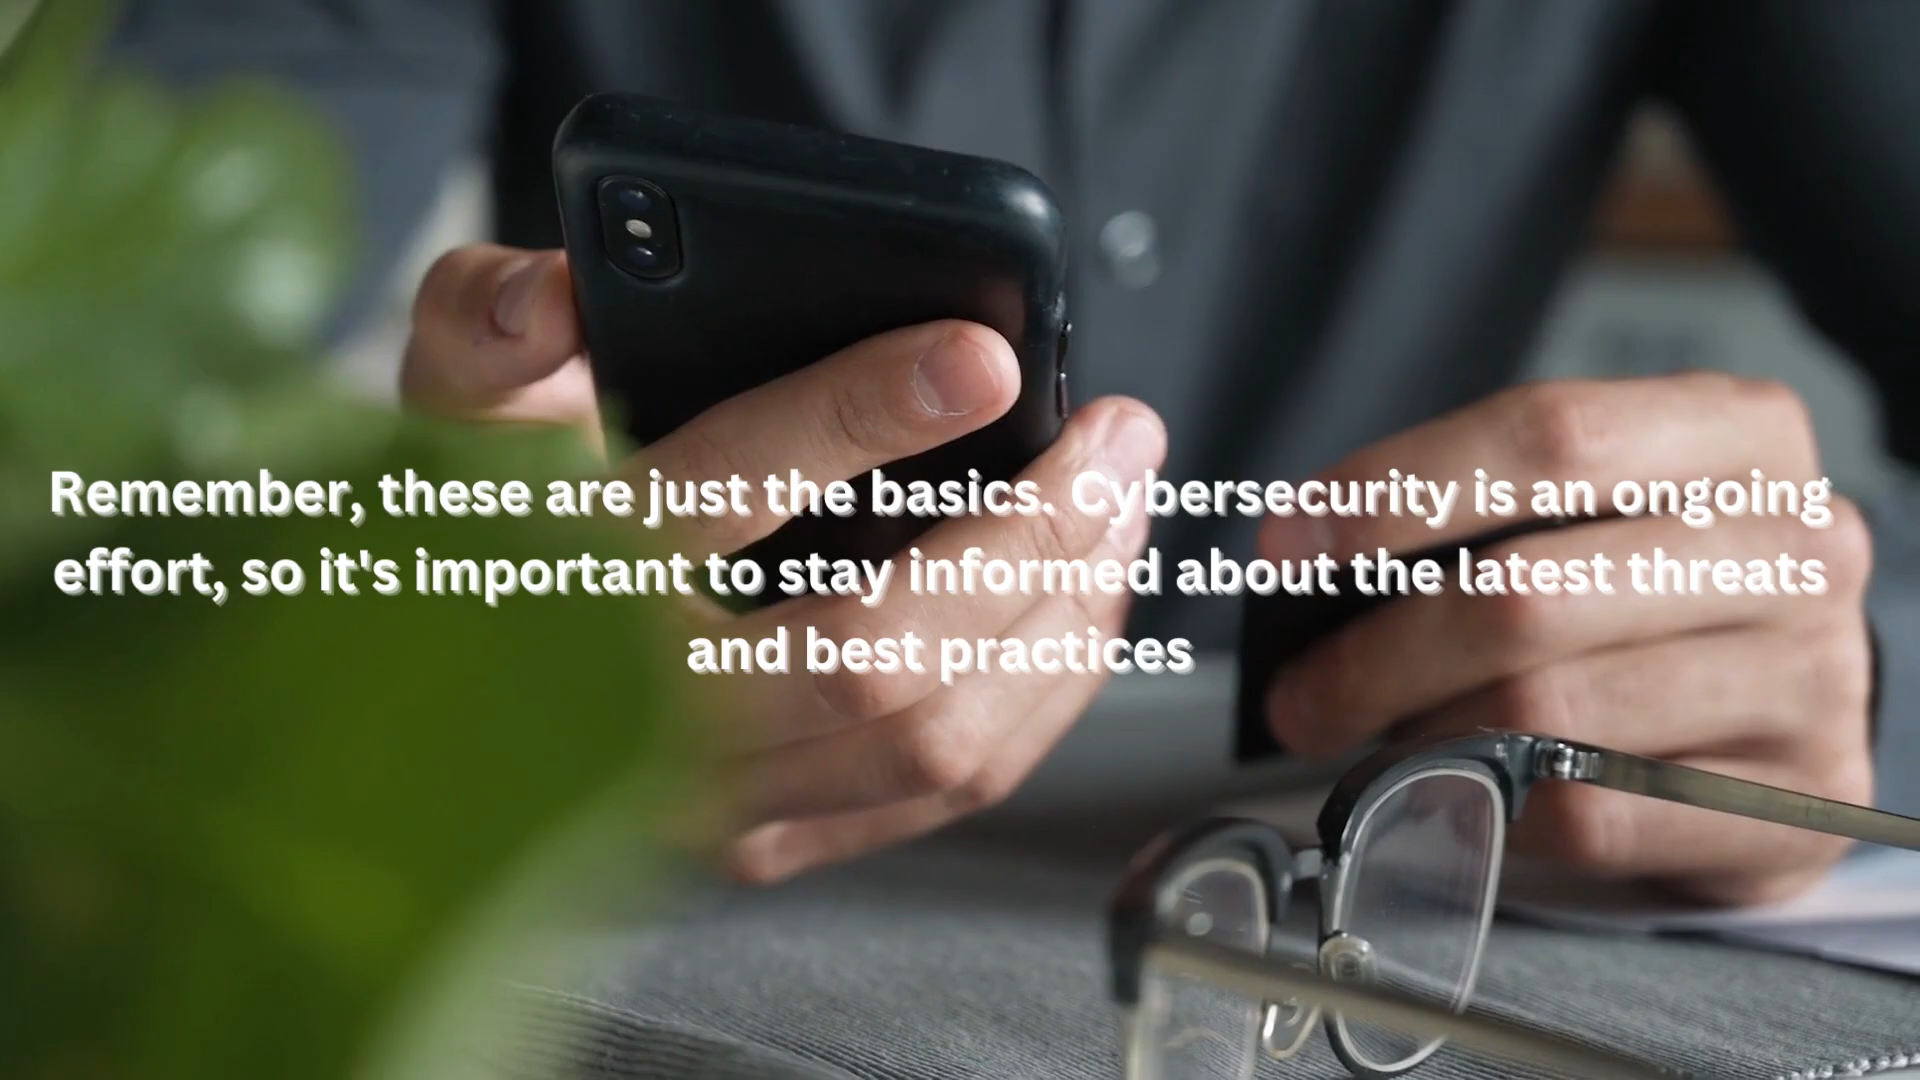 Remember, these are just the basics. Cybersecurity is an ongoing
effort, so it's important to stay informed about the latest threats
and best practices